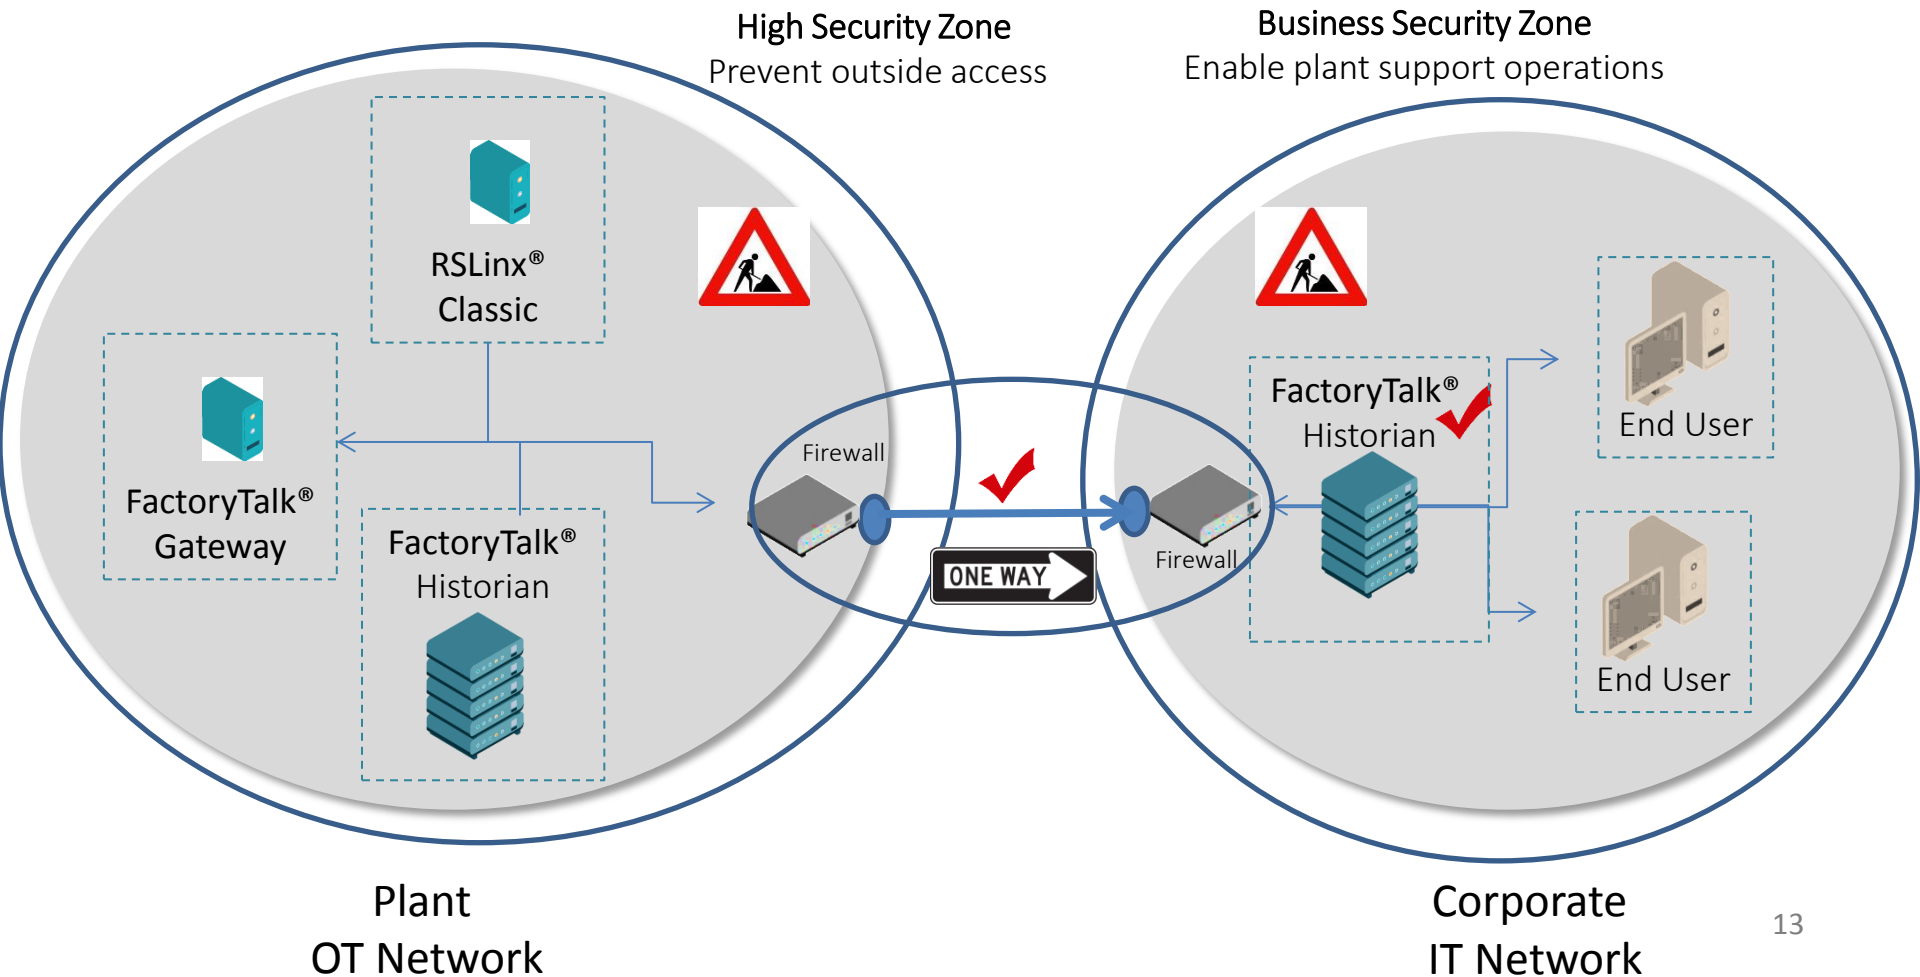 High Security Zone
Prevent outside access
Business Security Zone
Enable plant support operations
RSLinx®
Classic
FactoryTalk®
Gateway
FactoryTalk®
Historian
Firewall
ONE WAY
Firewall
FactoryTalk®
Historian
End User
End User
Plant
OT Network
Corporate
IT Network
13